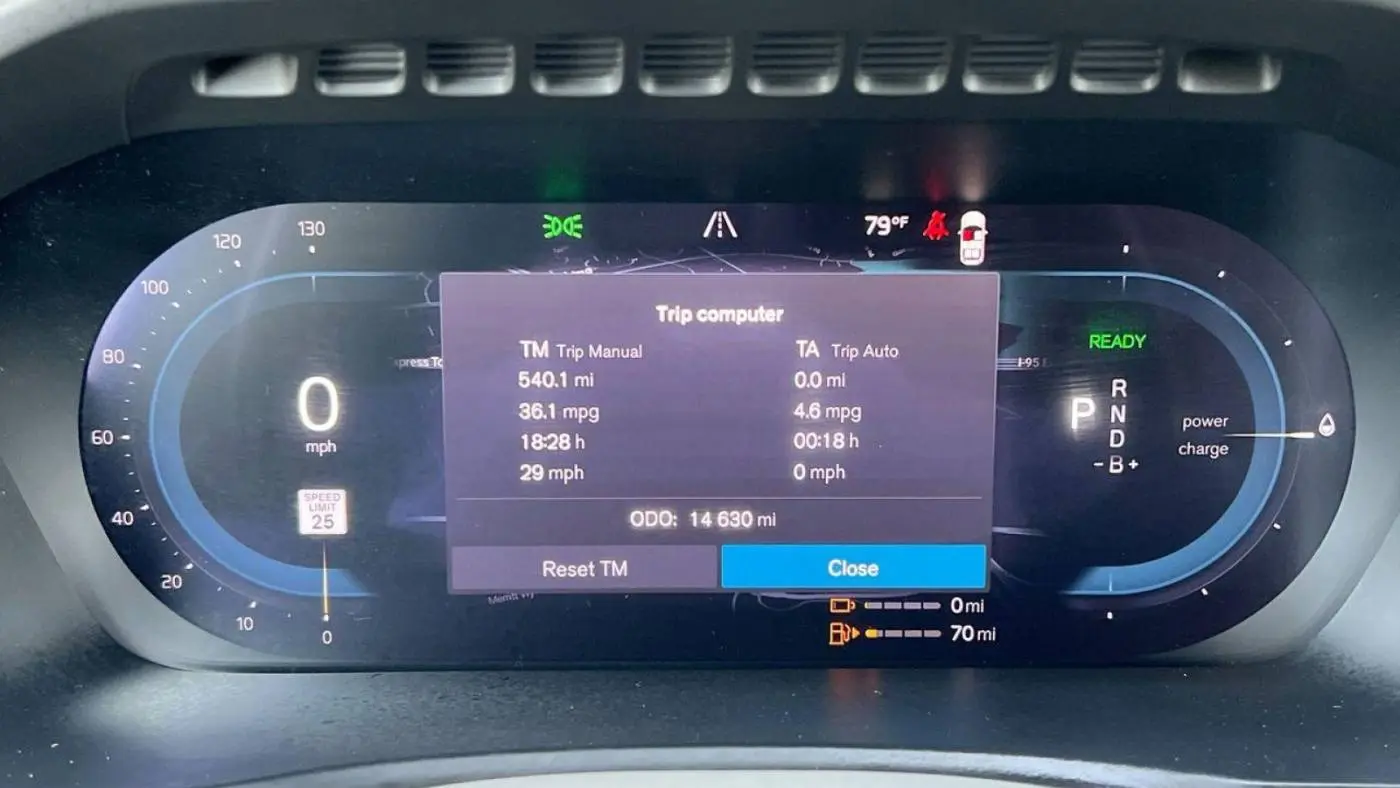 130
120
100
80
60
40
20
10
0
79°F
0
mph
SPEED
LIMIT
25
Trip computer
TM Trip Manual
540.1 mi
36.1 mpg
18:28 h
29 mph
TA Trip Auto
0.0 mi
4.6 mpg
00:18 h
0 mph
ODO: 14 630 mi
Reset TM
Close
I-95
READY
P
R
N
D
- B +
power
charge
0 mi
70 mi